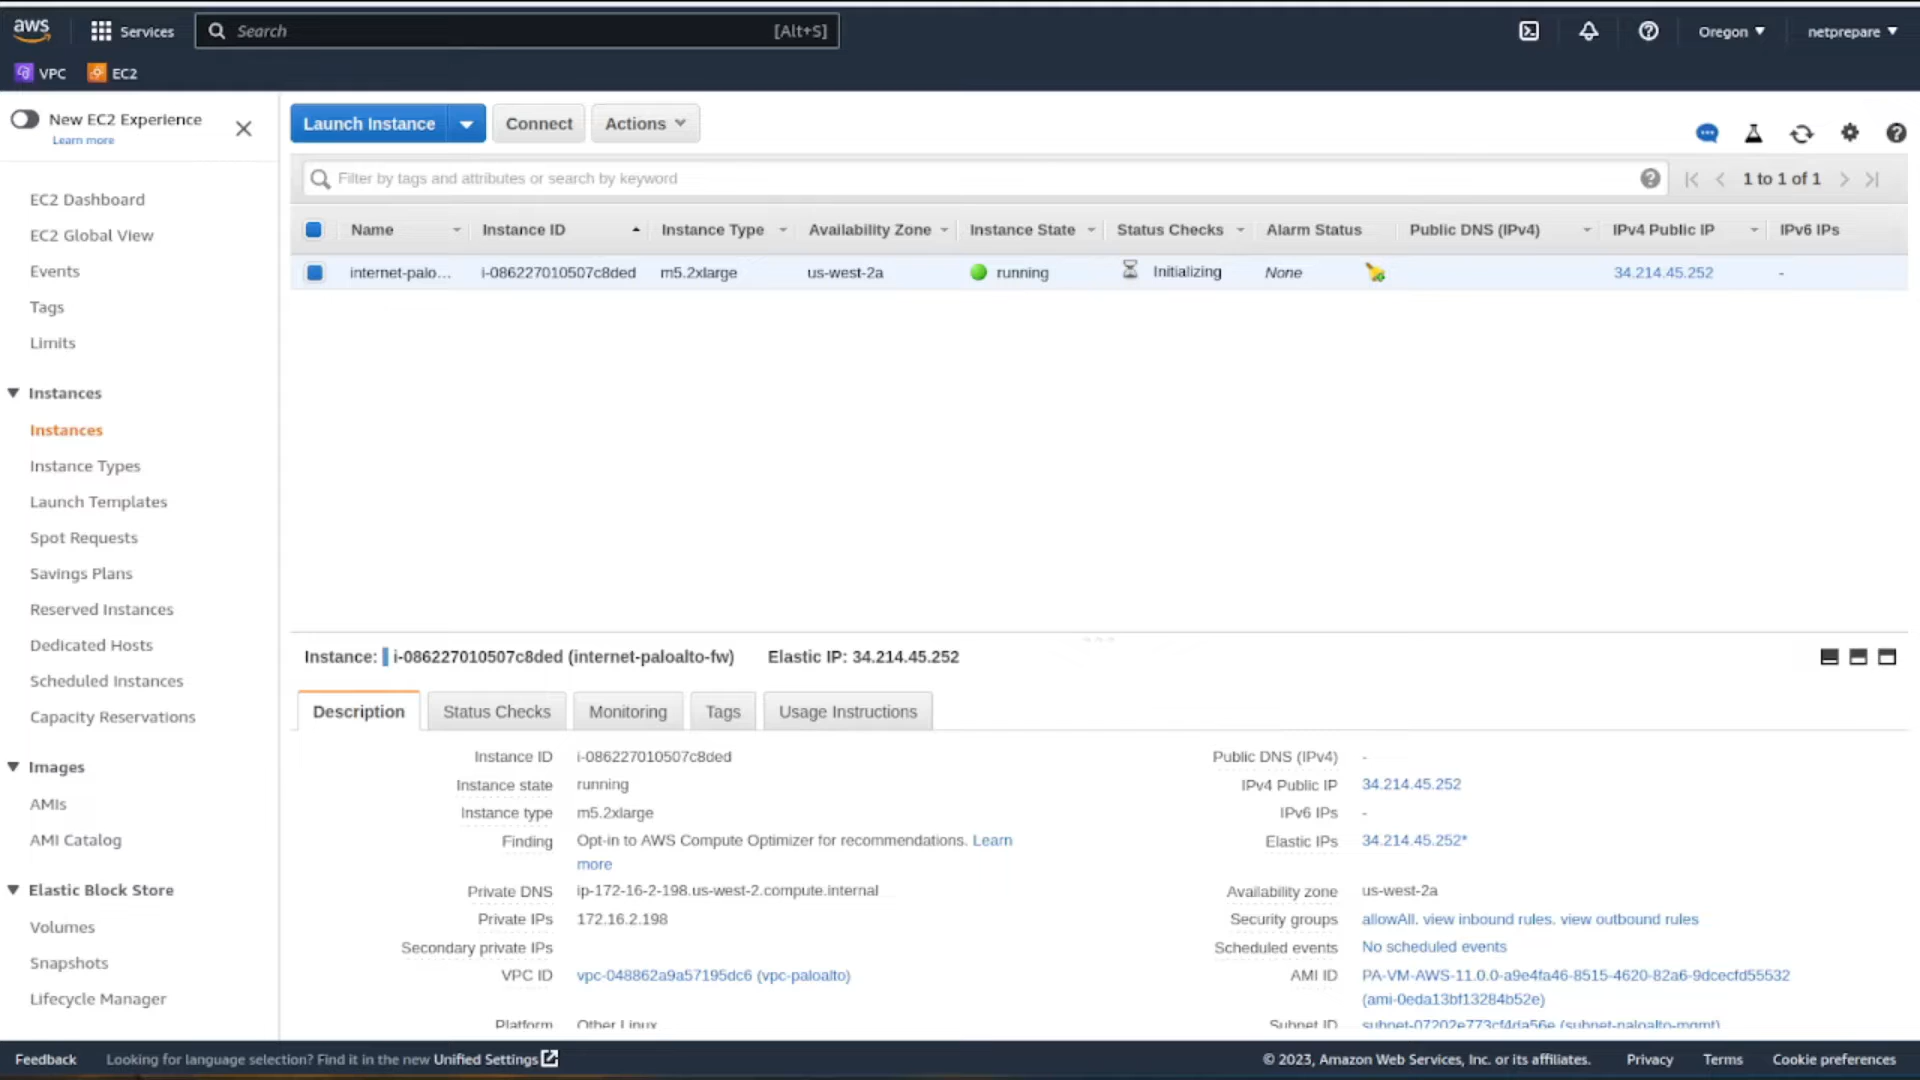 aws
Services
Search
[Alt+S]
Oregon
netprepare
VPC
EC2
New EC2 Experience
Learn more
EC2 Dashboard
EC2 Global View
Events
Tags
Limits
Instances
Instances
Instance Types
Launch Templates
Spot Requests
Savings Plans
Reserved Instances
Dedicated Hosts
Scheduled Instances
Capacity Reservations
Images
AMIs
AMI Catalog
Elastic Block Store
Volumes
Snapshots
Lifecycle Manager
Launch Instance
Connect
Actions
Filter by tags and attributes or search by keyword
1 to 1 of 1
Name Instance ID Instance Type Availability Zone Instance State Status Checks Alarm Status Public DNS (IPv4) IPv4 Public IP IPv6 IPs
internet-palo... i-086227010507c8ded m5.2xlarge us-west-2a running Initializing None 34.214.45.252 -
Instance: i-086227010507c8ded (internet-paloalto-fw) Elastic IP: 34.214.45.252
Description
Status Checks
Monitoring
Tags
Usage Instructions
Instance ID i-086227010507c8ded
Instance state running
Instance type m5.2xlarge
Finding Opt-in to AWS Compute Optimizer for recommendations. Learn
more
Private DNS ip-172-16-2-198.us-west-2.compute.internal
Private IPs 172.16.2.198
Secondary private IPs
VPC ID vpc-048862a9a57195dc6 (vpc-paloalto)
Platform Other Linux
Public DNS (IPv4) -
IPv4 Public IP 34.214.45.252
IPv6 IPs -
Elastic IPs 34.214.45.252*
Availability zone us-west-2a
Security groups allowAll. view inbound rules. view outbound rules
Scheduled events No scheduled events
AMI ID PA-VM-AWS-11.0.0-a9e4fa46-8515-4620-82a6-9dcecfd55532
(ami-0eda13bf13284b52e)
Subnet ID subnet-07202e773cf4da56e (subnet-paloalto-mgmt)
Feedback
Looking for language selection? Find it in the new Unified Settings
© 2023, Amazon Web Services, Inc. or its affiliates.
Privacy
Terms
Cookie preferences